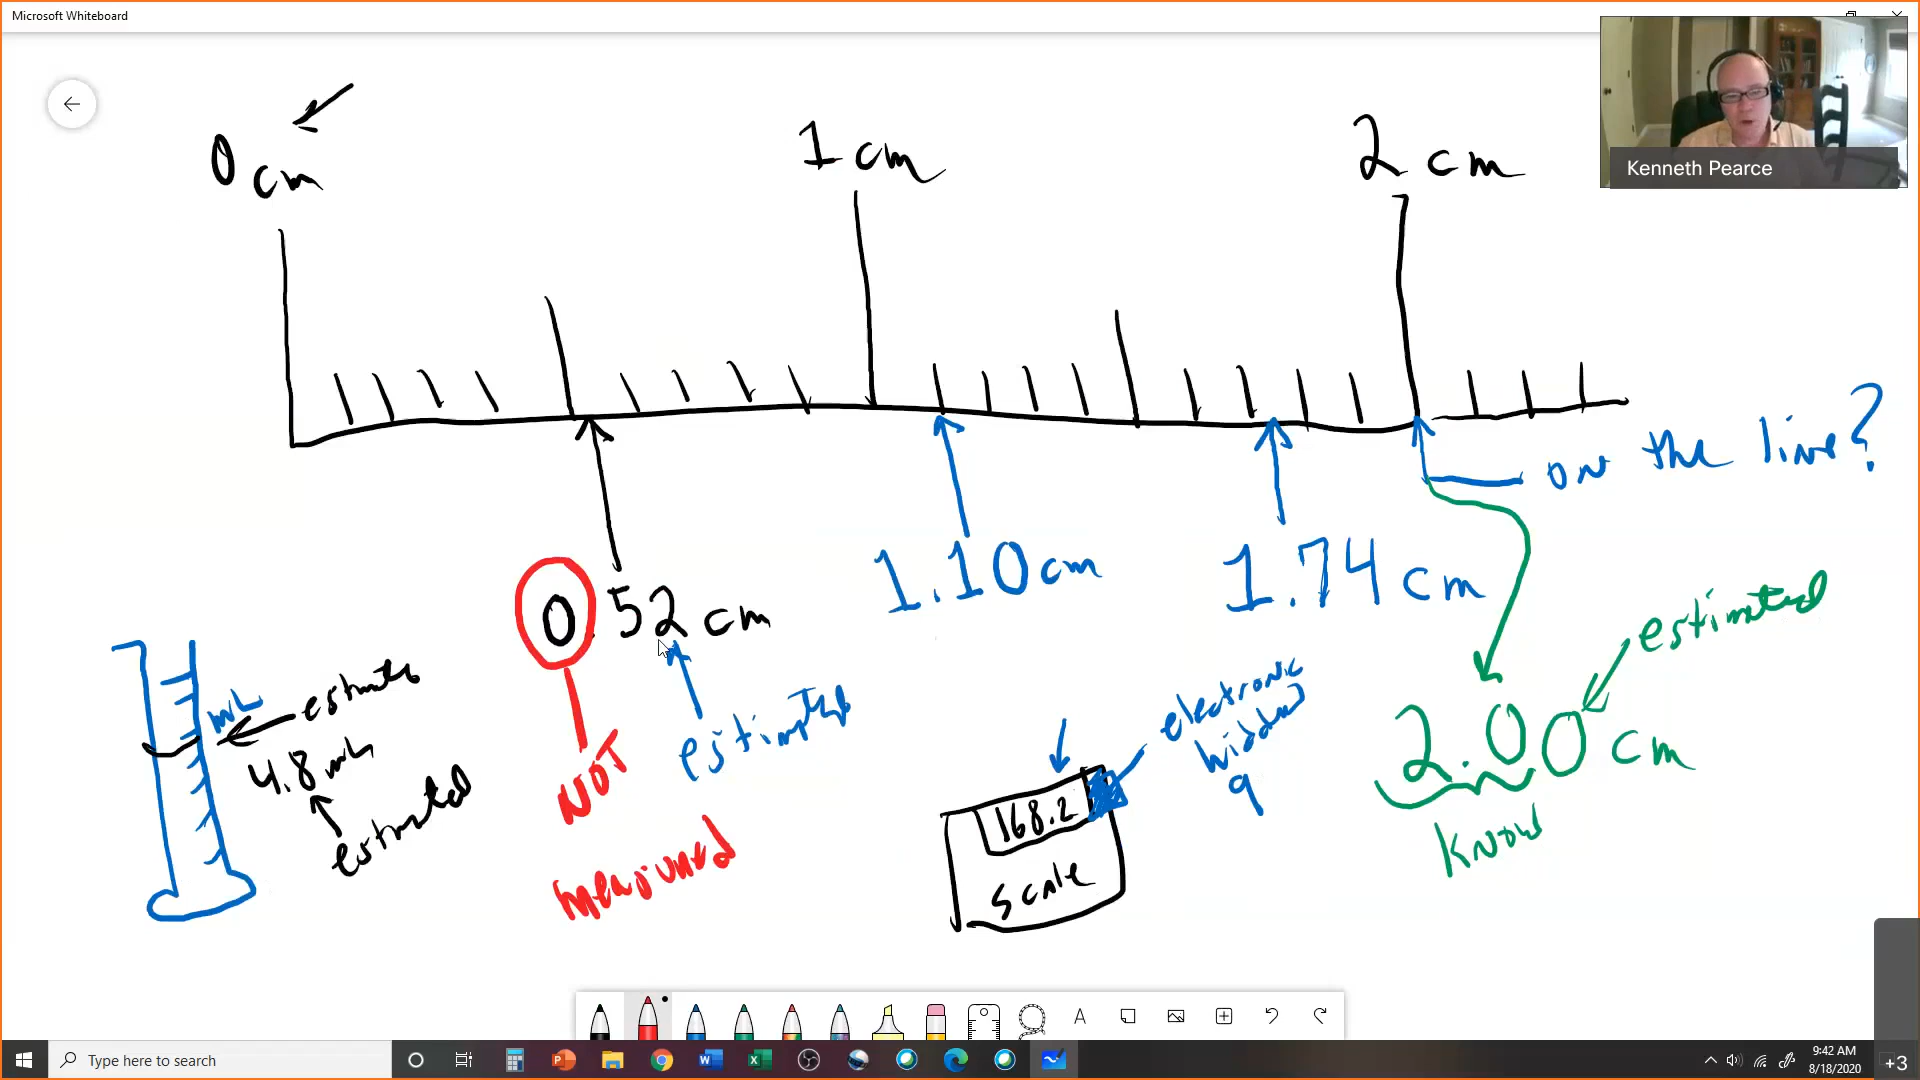 Microsoft Whiteboard
Kenneth Pearce
0 cm
1 cm
2 cm
on the line?
0.52 cm
1.10 cm
1.74 cm
estimated
mL
estimate
4.8 mL
estimated
NOT
measured
estimated
electronic
hidden
9
168.2
scale
2.00 cm
know
A
Type here to search
9:42 AM
8/18/2020
+3